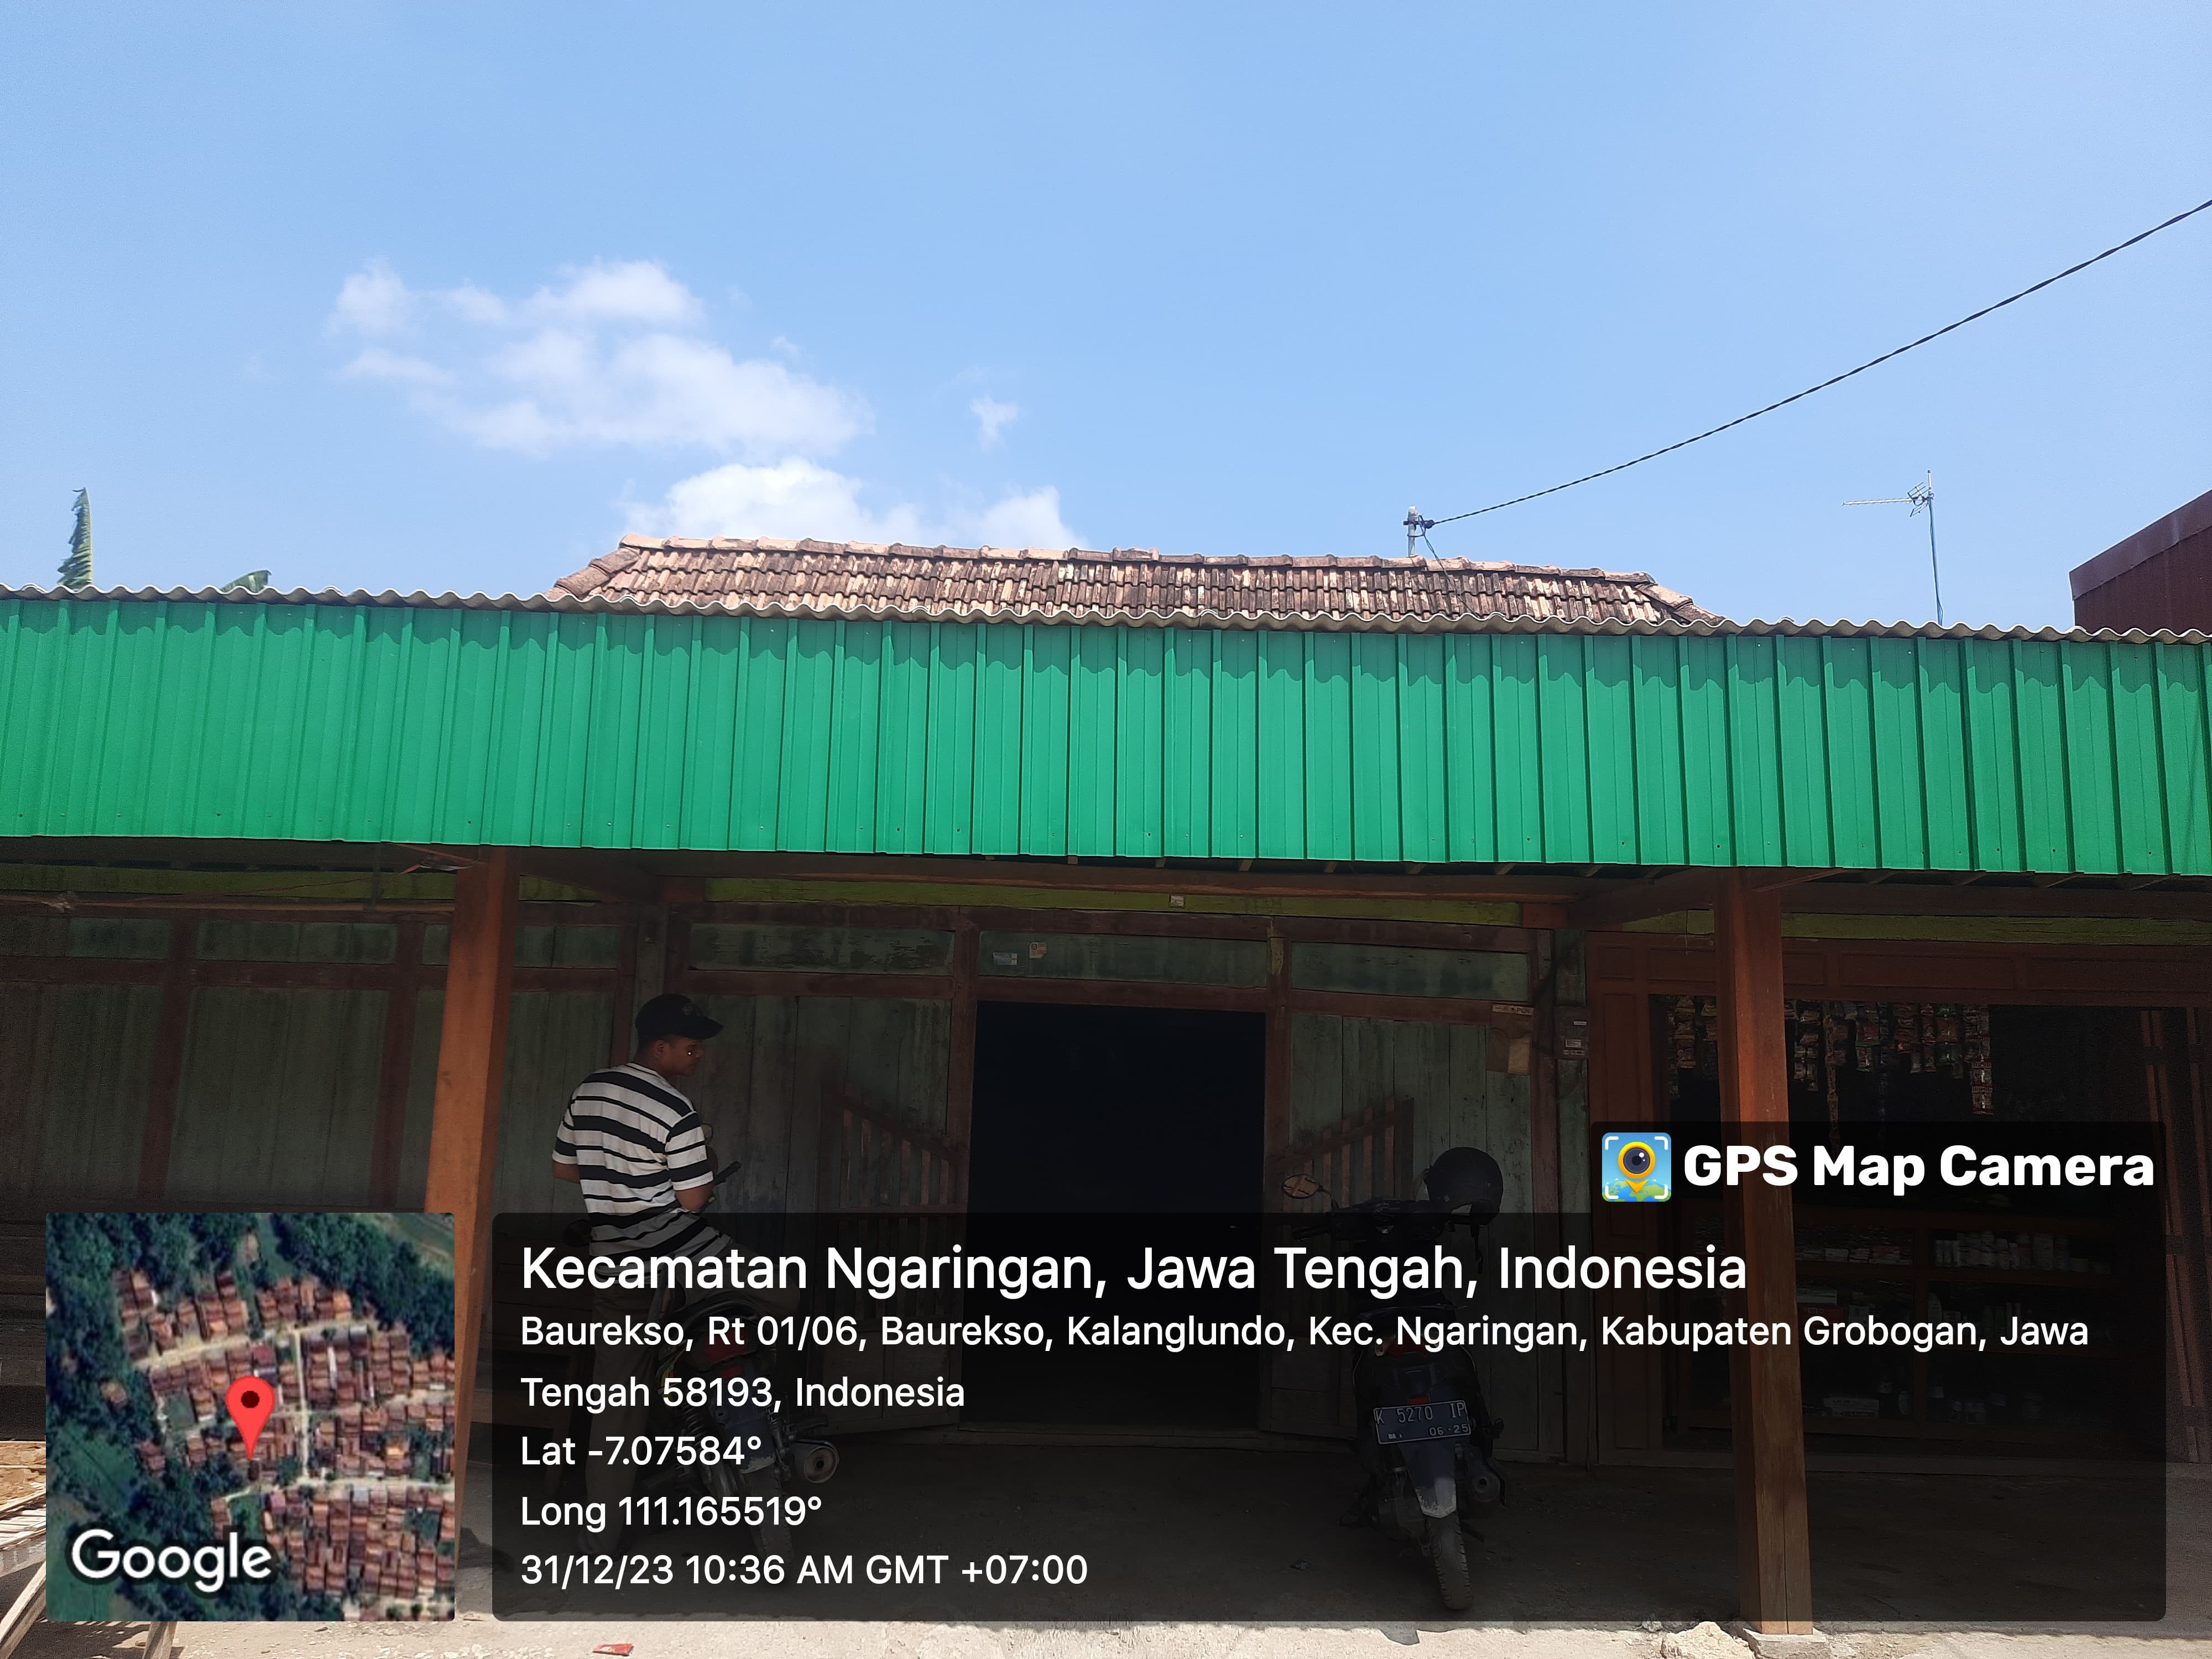 GPS Map Camera
Kecamatan Ngaringan, Jawa Tengah, Indonesia
Baurekso, Rt 01/06, Baurekso, Kalanglundo, Kec. Ngaringan, Kabupaten Grobogan, Jawa
Tengah 58193, Indonesia
Lat -7.07584°
Long 111.165519°
31/12/23 10:36 AM GMT +07:00
Google
K 5270 IP
06·25